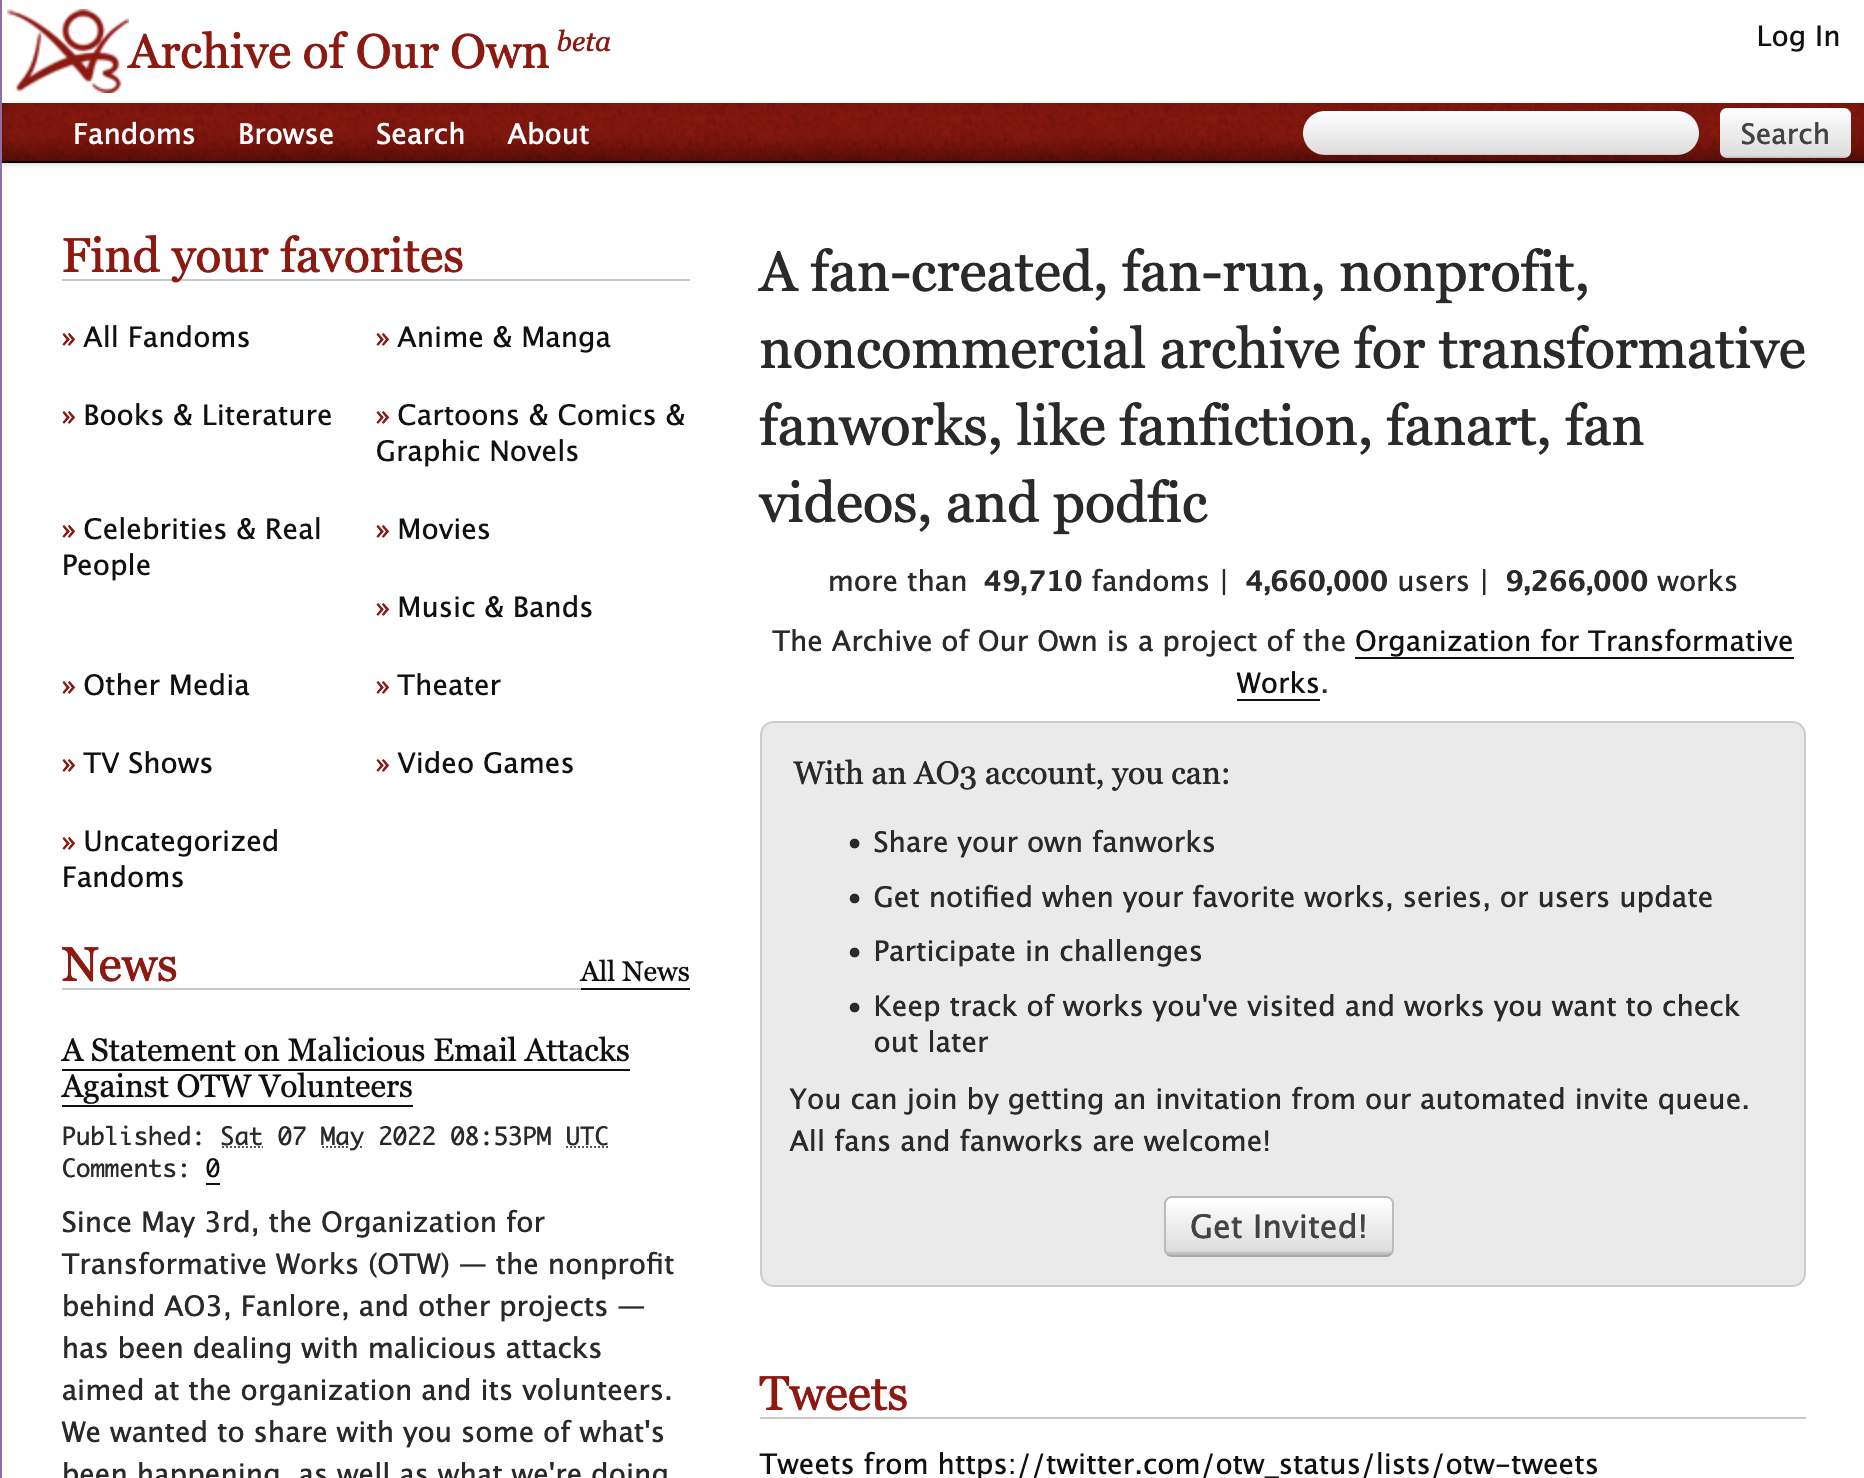 Archive of Our Own beta
Log In
Fandoms Browse Search About
Search
Find your favorites
» All Fandoms
» Anime & Manga
» Books & Literature
» Cartoons & Comics &
Graphic Novels
» Celebrities & Real
People
» Movies
» Music & Bands
» Other Media
» Theater
» TV Shows
» Video Games
» Uncategorized
Fandoms
News
All News
A Statement on Malicious Email Attacks
Against OTW Volunteers
Published: Sat 07 May 2022 08:53PM UTC
Comments: 0
Since May 3rd, the Organization for
Transformative Works (OTW) — the nonprofit
behind AO3, Fanlore, and other projects —
has been dealing with malicious attacks
aimed at the organization and its volunteers.
We wanted to share with you some of what's
been happening, as well as what we're doing
A fan-created, fan-run, nonprofit,
noncommercial archive for transformative
fanworks, like fanfiction, fanart, fan
videos, and podfic
more than 49,710 fandoms | 4,660,000 users | 9,266,000 works
The Archive of Our Own is a project of the Organization for Transformative
Works.
With an AO3 account, you can:
• Share your own fanworks
• Get notified when your favorite works, series, or users update
• Participate in challenges
• Keep track of works you've visited and works you want to check
out later
You can join by getting an invitation from our automated invite queue.
All fans and fanworks are welcome!
Get Invited!
Tweets
Tweets from https://twitter.com/otw_status/lists/otw-tweets